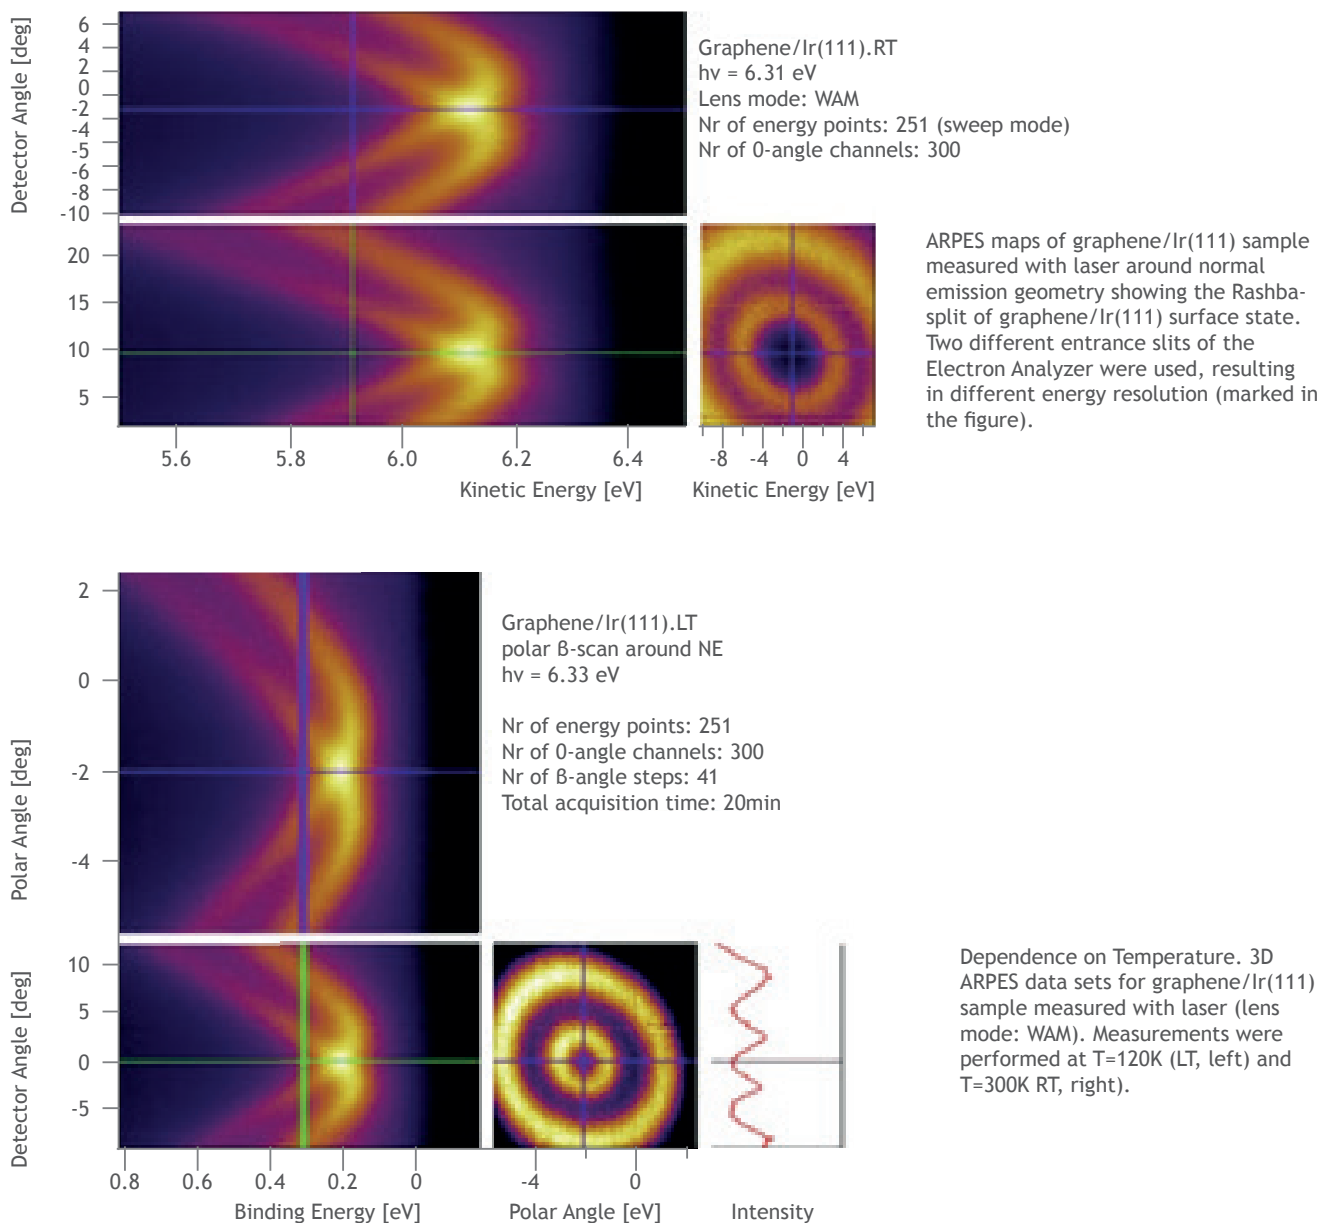 Detector Angle [deg]
6
4
2
0
-2
-4
-5
-6
-8
-10
Graphene/Ir(111).RT
hv = 6.31 eV
Lens mode: WAM
Nr of energy points: 251 (sweep mode)
Nr of 0-angle channels: 300
20
15
10
5
5.6 5.8 6.0 6.2 6.4
Kinetic Energy [eV]
-8 -4 0 4
Kinetic Energy [eV]
ARPES maps of graphene/Ir(111) sample
measured with laser around normal
emission geometry showing the Rashba-
split of graphene/Ir(111) surface state.
Two different entrance slits of the
Electron Analyzer were used, resulting
in different energy resolution (marked in
the figure).
Polar Angle [deg]
2
0
-2
-4
Graphene/Ir(111).LT
polar ß-scan around NE
hv = 6.33 eV
Nr of energy points: 251
Nr of 0-angle channels: 300
Nr of ß-angle steps: 41
Total acquisition time: 20min
Detector Angle [deg]
10
5
0
-5
0.8 0.6 0.4 0.2 0
Binding Energy [eV]
-4 0
Polar Angle [eV]
Intensity
Dependence on Temperature. 3D
ARPES data sets for graphene/Ir(111)
sample measured with laser (lens
mode: WAM). Measurements were
performed at T=120K (LT, left) and
T=300K RT, right).